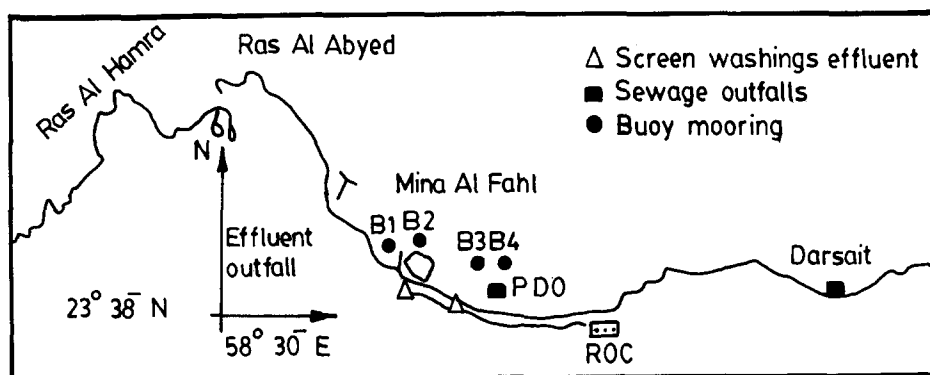 Ras Al Hamra
Ras Al Abyed
Screen washings effluent
Sewage outfalls
Buoy mooring
N
Mina Al Fahl
B1 B2
B3 B4
Effluent
outfall
Darsait
PDO
23° 38‾ N
58° 30‾ E
ROC